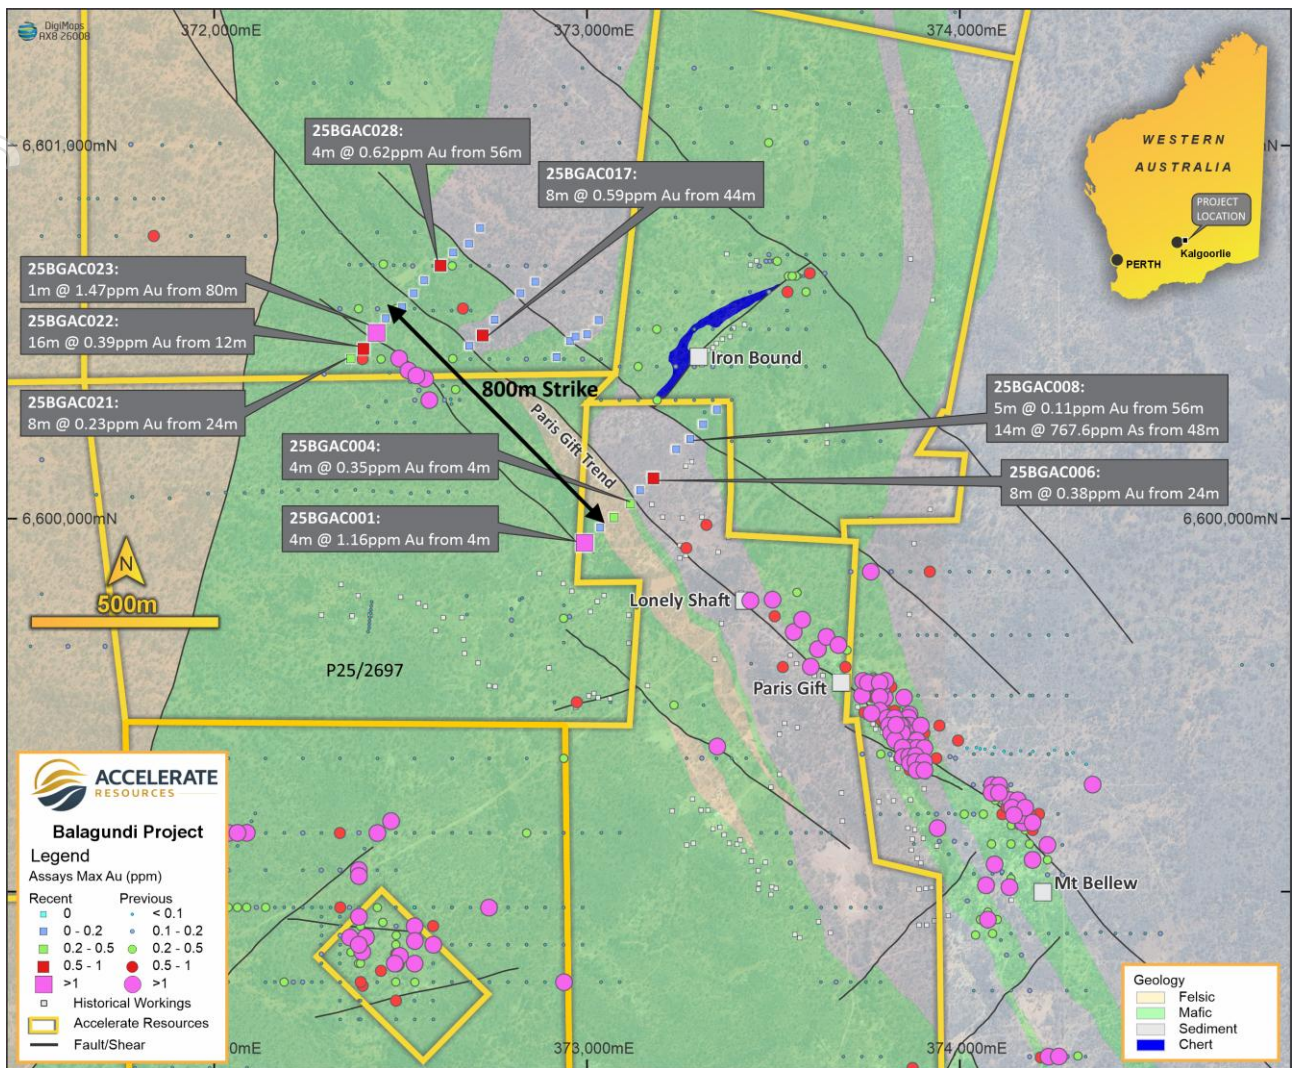 DigiMaps
AX8 26008
372,000mE
373,000mE
374,000mE
6,601,000mN
WESTERN
AUSTRALIA
PROJECT
LOCATION
Kalgoorlie
PERTH
25BGAC028:
4m @ 0.62ppm Au from 56m
25BGAC017:
8m @ 0.59ppm Au from 44m
25BGAC023:
1m @ 1.47ppm Au from 80m
25BGAC022:
16m @ 0.39ppm Au from 12m
25BGAC021:
8m @ 0.23ppm Au from 24m
Iron Bound
800m Strike
Paris Gift Trend
25BGAC008:
5m @ 0.11ppm Au from 56m
14m @ 767.6ppm As from 48m
25BGAC004:
4m @ 0.35ppm Au from 4m
25BGAC006:
8m @ 0.38ppm Au from 24m
25BGAC001:
4m @ 1.16ppm Au from 4m
6,600,000mN
6,600,000mN
N
500m
Lonely Shaft
P25/2697
Paris Gift
Mt Bellew
ACCELERATE
RESOURCES
Balagundi Project
Legend
Assays Max Au (ppm)
Recent Previous
0 < 0.1
0 - 0.2 0.1 - 0.2
0.2 - 0.5 0.2 - 0.5
0.5 - 1 0.5 - 1
>1 >1
Historical Workings
Accelerate Resources
Fault/Shear
373,000mE
374,000mE
Geology
Felsic
Mafic
Sediment
Chert